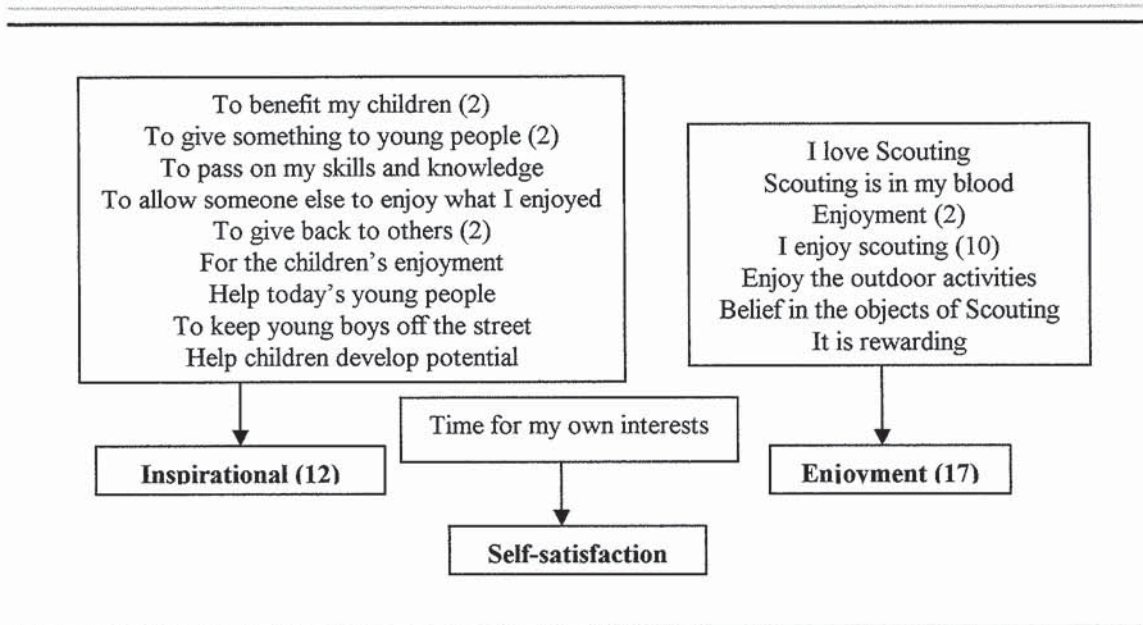 To benefit my children (2)
To give something to young people (2)
To pass on my skills and knowledge
To allow someone else to enjoy what I enjoyed
To give back to others (2)
For the children's enjoyment
Help today's young people
To keep young boys off the street
Help children develop potential
I love Scouting
Scouting is in my blood
Enjoyment (2)
I enjoy scouting (10)
Enjoy the outdoor activities
Belief in the objects of Scouting
It is rewarding
Time for my own interests
Inspirational (12)
Enjoyment (17)
Self-satisfaction